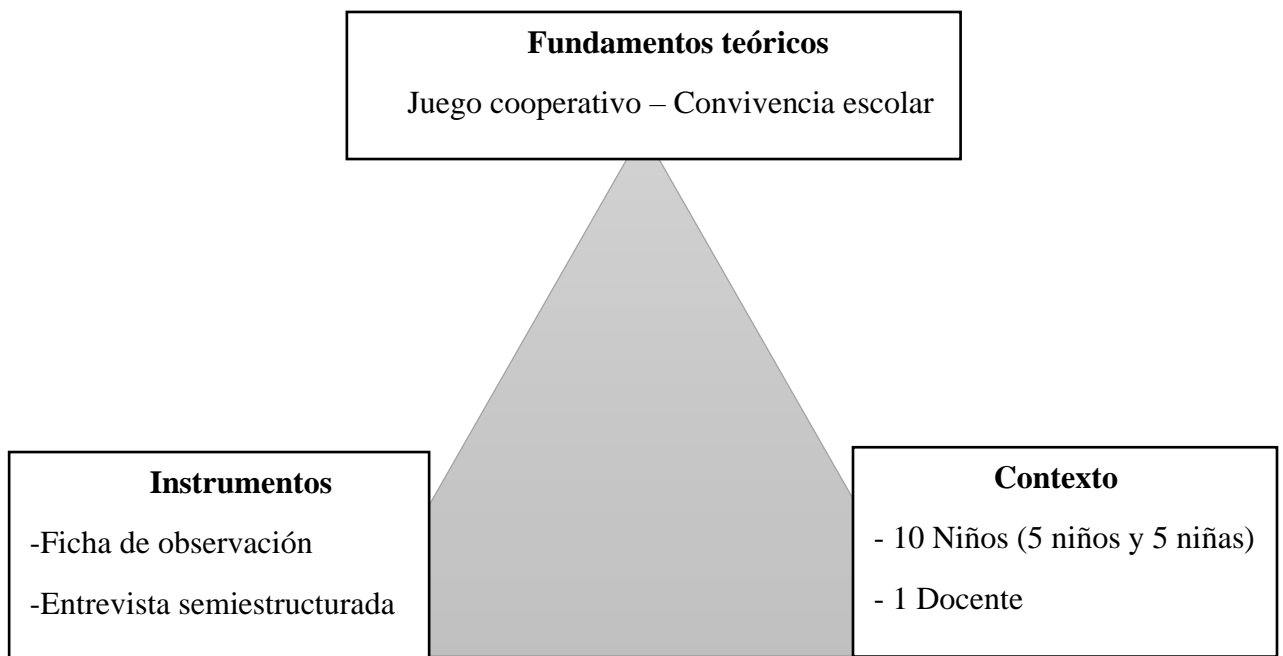 Fundamentos teóricos
Juego cooperativo – Convivencia escolar
Instrumentos
-Ficha de observación
-Entrevista semiestructurada
Contexto
- 10 Niños (5 niños y 5 niñas)
- 1 Docente